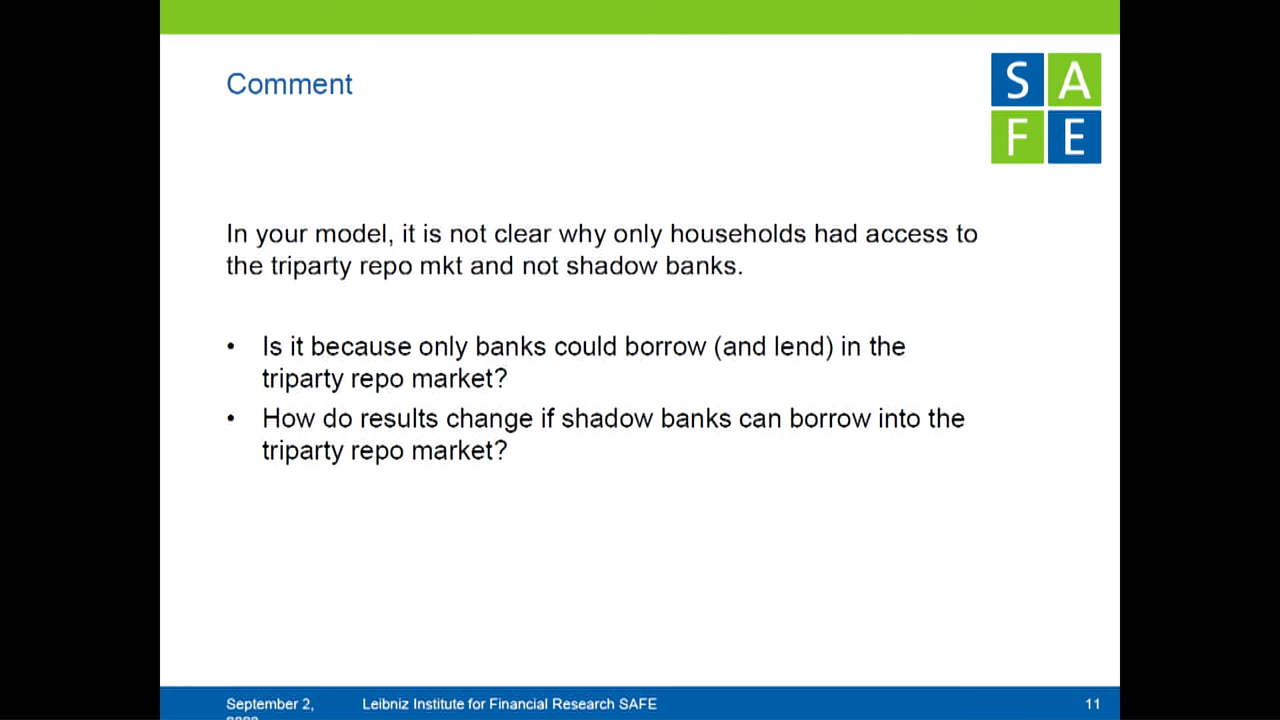 Comment
S A
F E
In your model, it is not clear why only households had access to
the triparty repo mkt and not shadow banks.
• Is it because only banks could borrow (and lend) in the
triparty repo market?
• How do results change if shadow banks can borrow into the
triparty repo market?
September 2,
Leibniz Institute for Financial Research SAFE
11